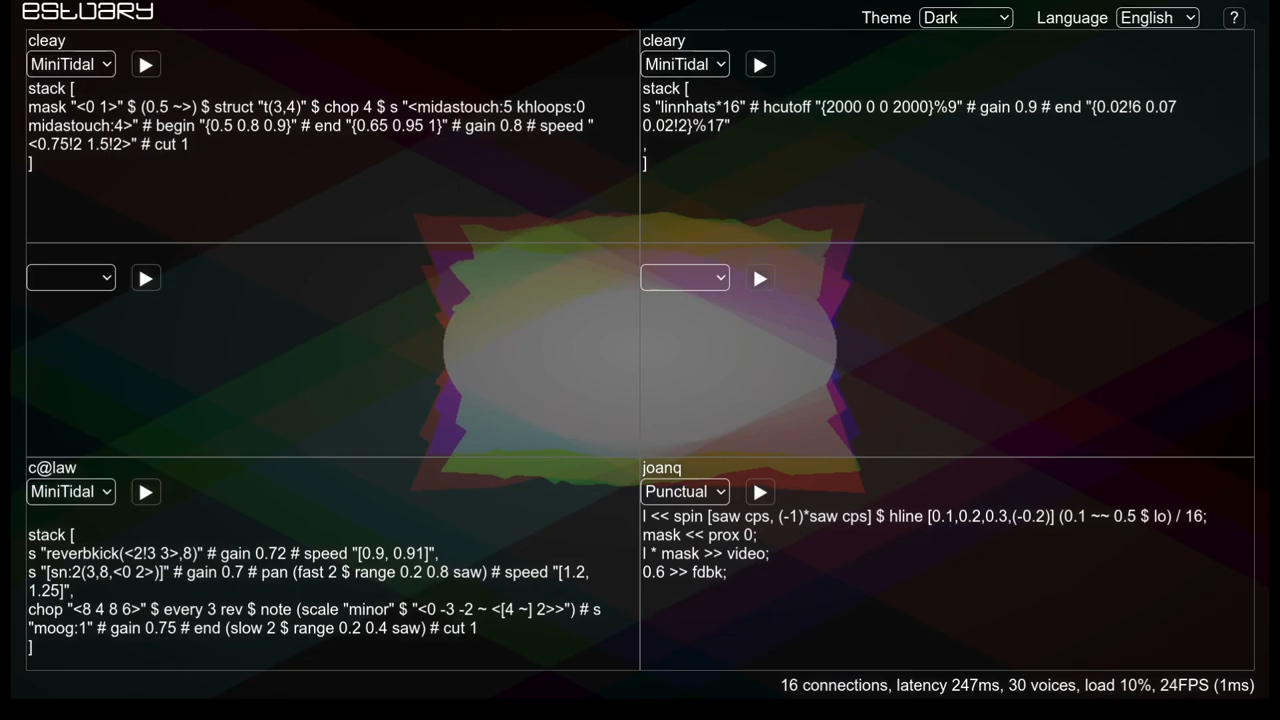 estuary
Theme Dark Language English ?
cleay
MiniTidal
stack [
mask "<0 1>" $ (0.5 ~>) $ struct "t(3,4)" $ chop 4 $ s "<midastouch:5 khloops:0
midastouch:4>" # begin "{0.5 0.8 0.9}" # end "{0.65 0.95 1}" # gain 0.8 # speed "
<0.75!2 1.5!2>" # cut 1
]
cleary
MiniTidal
stack [
s "linnhats*16" # hcutoff "{2000 0 0 2000}%9" # gain 0.9 # end "{0.02!6 0.07
0.02!2}%17"
,
]
c@law
MiniTidal
stack [
s "reverbkick(<2!3 3>,8)" # gain 0.72 # speed "[0.9, 0.91]",
s "[sn:2(3,8,<0 2>)]" # gain 0.7 # pan (fast 2 $ range 0.2 0.8 saw) # speed "[1.2,
1.25]",
chop "<8 4 8 6>" $ every 3 rev $ note (scale "minor" $ "<0 -3 -2 ~ <[4 ~] 2>>") # s
"moog:1" # gain 0.75 # end (slow 2 $ range 0.2 0.4 saw) # cut 1
]
joanq
Punctual
l << spin [saw cps, (-1)*saw cps] $ hline [0.1,0.2,0.3,(-0.2)] (0.1 ~~ 0.5 $ lo) / 16;
mask << prox 0;
l * mask >> video;
0.6 >> fdbk;
16 connections, latency 247ms, 30 voices, load 10%, 24FPS (1ms)